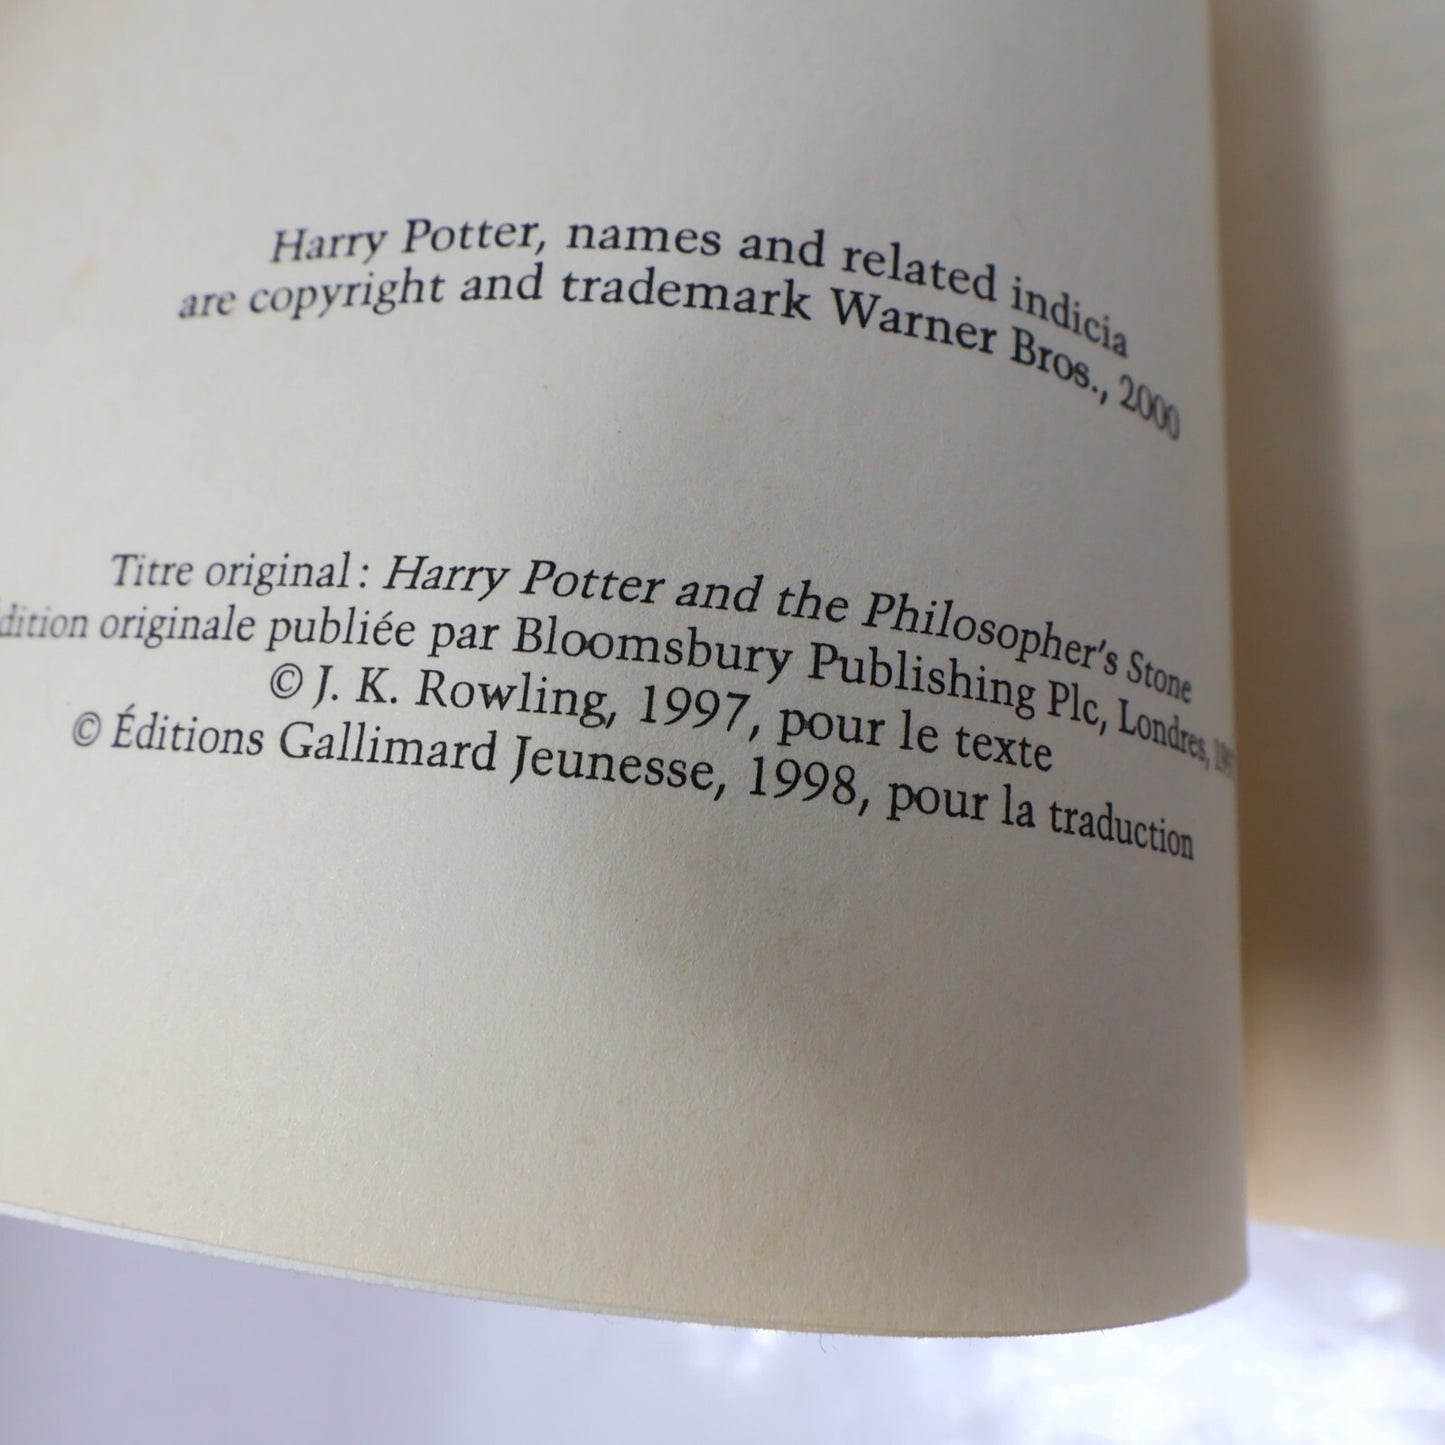 Harry Potter, names and related indicia
are copyright and trademark Warner Bros., 2000
Titre original : Harry Potter and the Philosopher's Stone
originale publiée par Bloomsbury Publishing Plc, Londres,
© J. K. Rowling, 1997, pour le texte
© Éditions Gallimard Jeunesse, 1998, pour la traduction